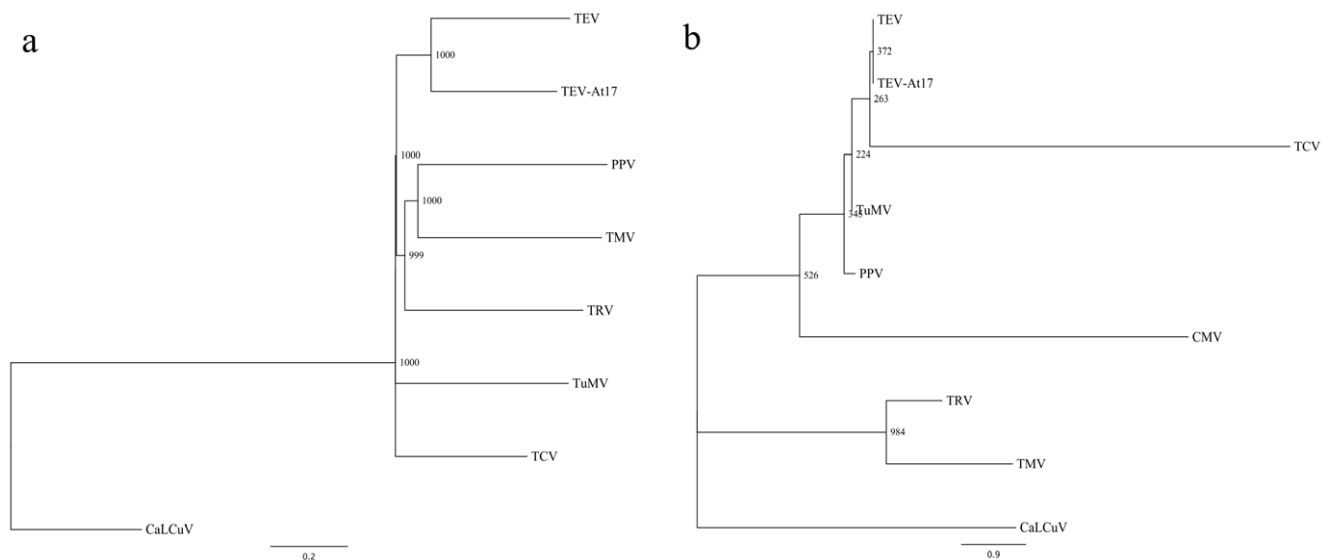 a
TEV
1000
TEV-At17
1000
PPV
1000
TMV
999
TRV
1000
TuMV
TCV
CaLCuV
0.2
b
TEV
372
TEV-At17
263
TCV
224
TuMV
345
PPV
526
CMV
TRV
984
TMV
CaLCuV
0.9